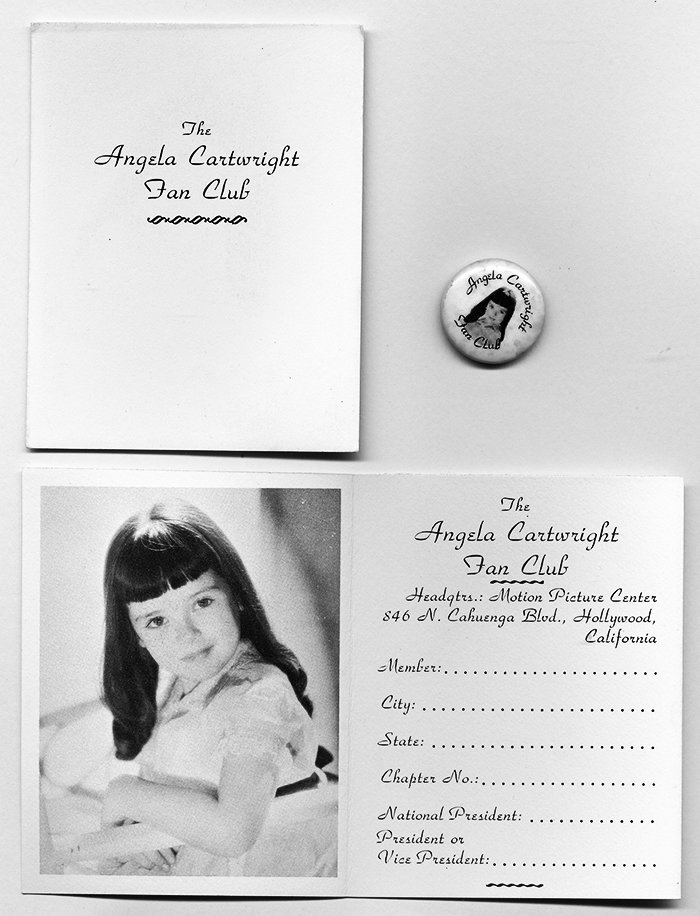 The
Angela Cartwright
Fan Club
Angela Cartwright
Fan Club
The
Angela Cartwright
Fan Club
Headqtrs.: Motion Picture Center
846 N. Cahuenga Blvd., Hollywood,
California
Member:......................
City: ........................
State: .......................
Chapter No.:..................
National President: .............
President or
Vice President:.................